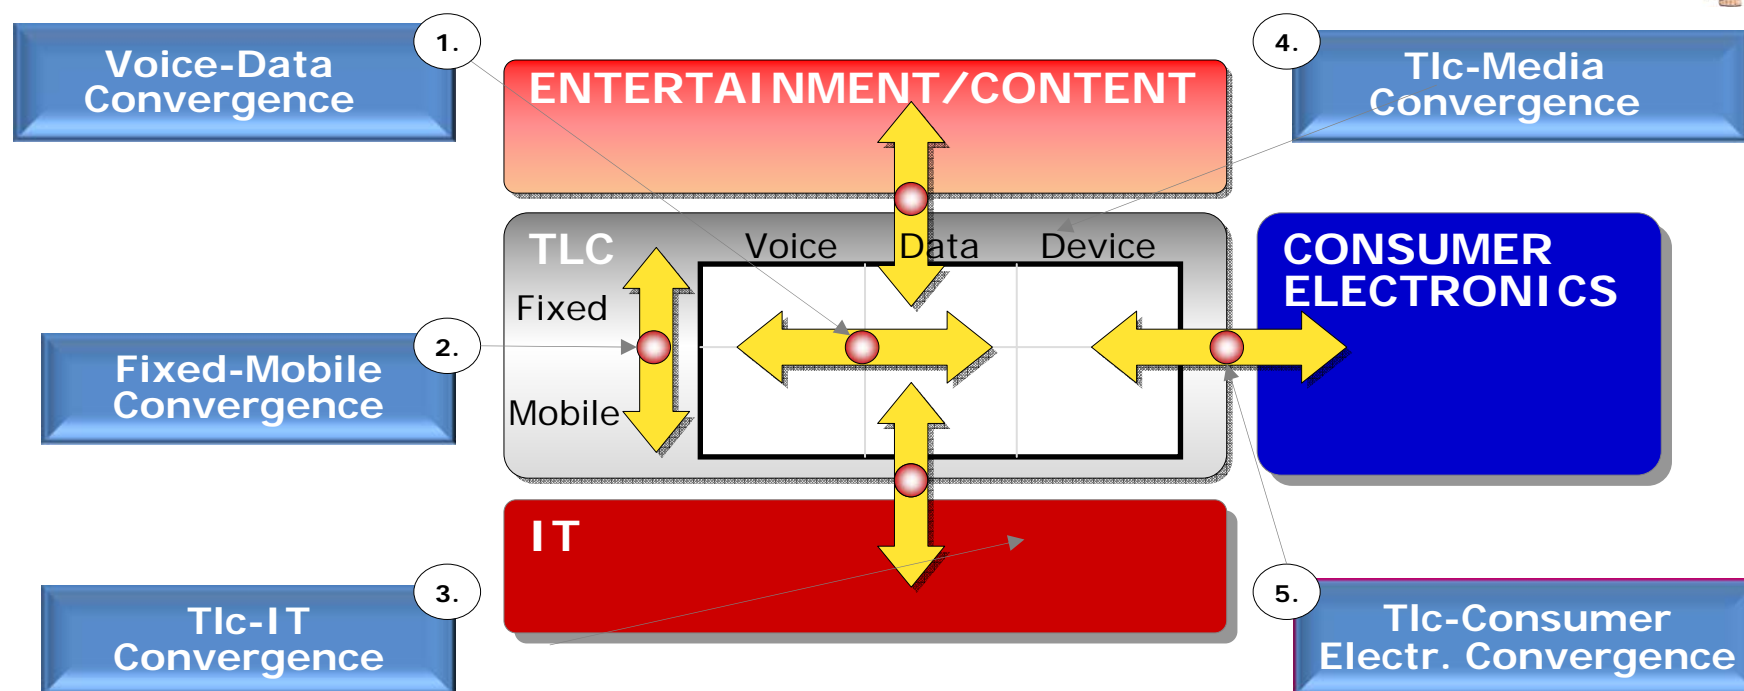 1.
Voice-Data
Convergence
4.
Tlc-Media
Convergence
ENTERTAINMENT/CONTENT
TLC
Voice
Data
Device
Fixed
Mobile
CONSUMER
ELECTRONICS
2.
Fixed-Mobile
Convergence
IT
3.
Tlc-IT
Convergence
5.
Tlc-Consumer
Electr. Convergence